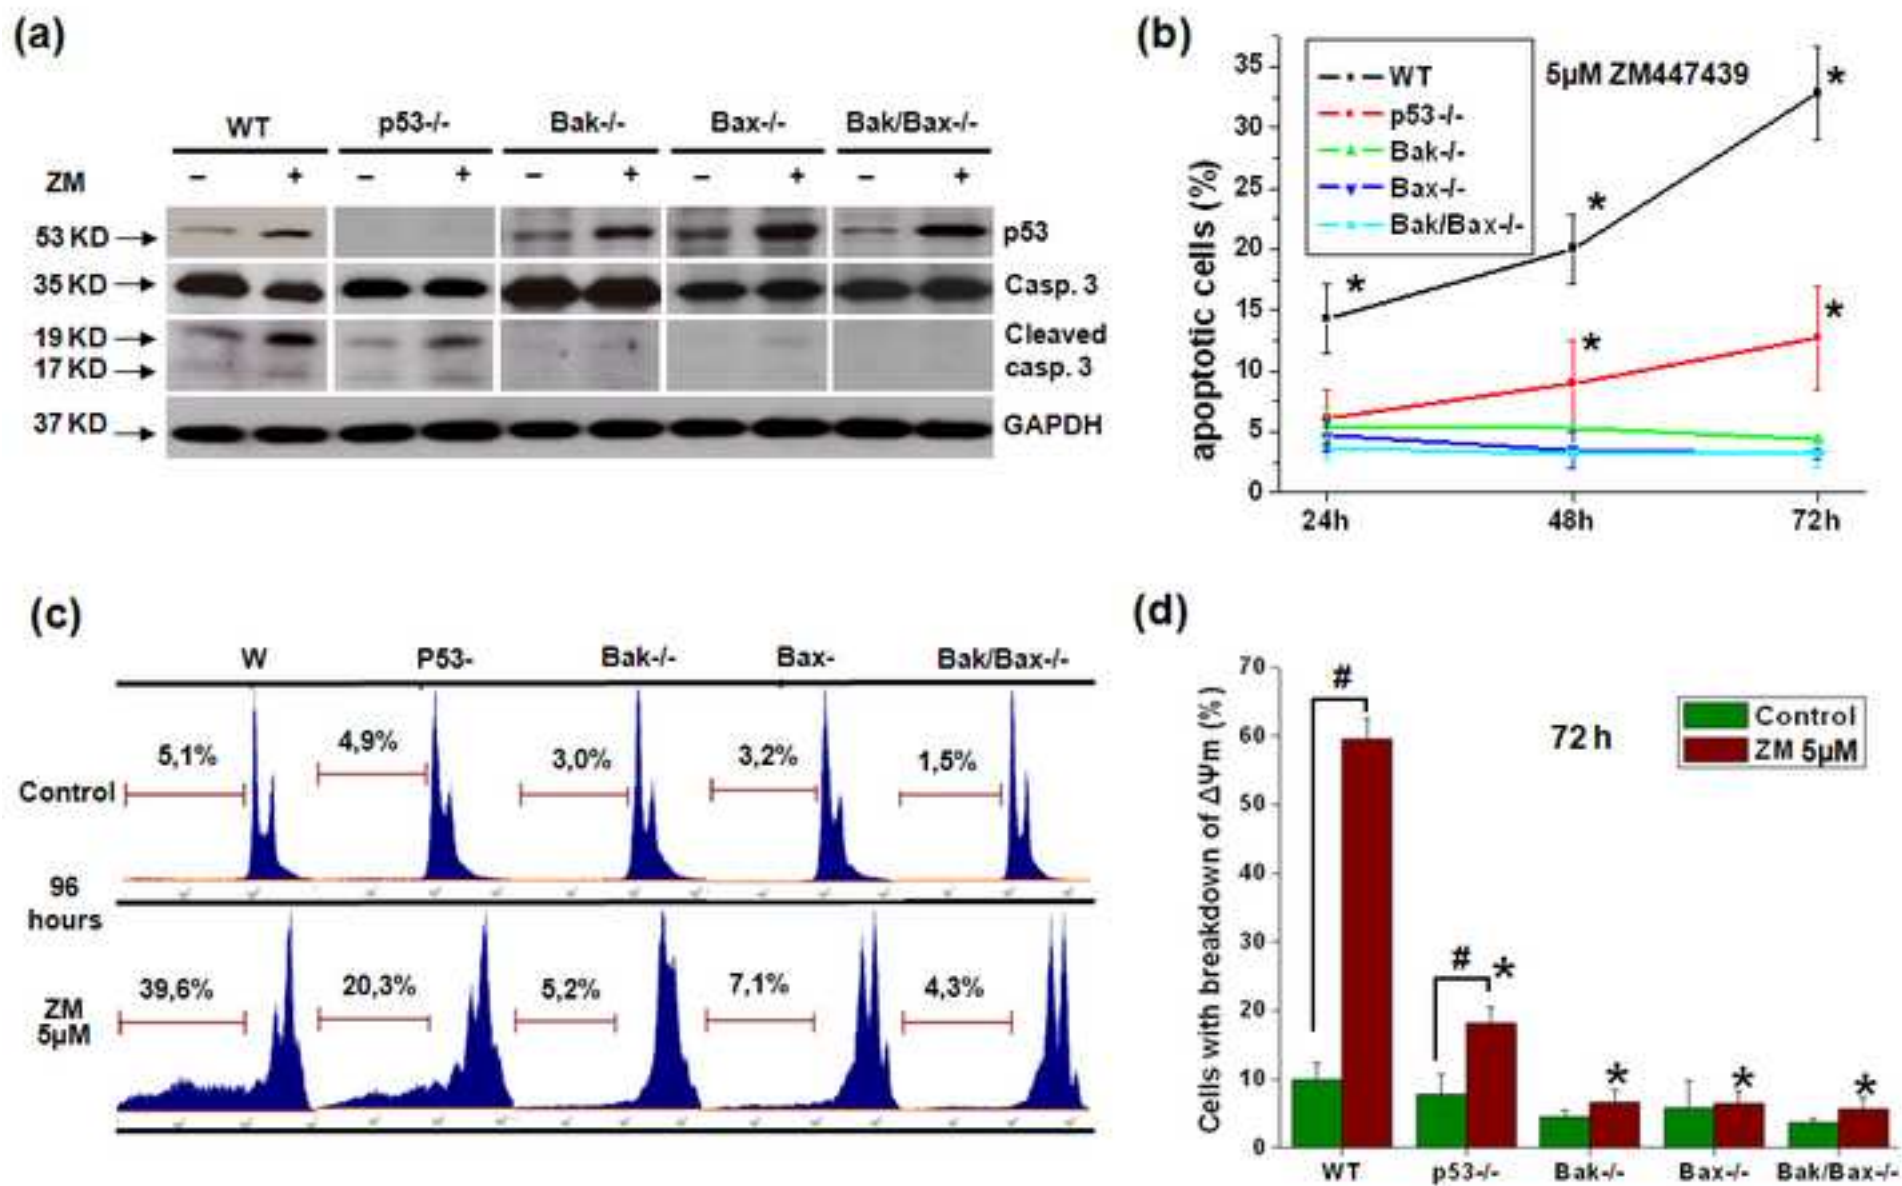 (a)
WT p53-/- Bak-/- Bax-/- Bak/Bax-/-
ZM – + – + – + – + – +
53 KD p53
35 KD Casp. 3
19 KD Cleaved
17 KD casp. 3
37 KD GAPDH
(b)
5µM ZM447439
WT
p53-/-
Bak-/-
Bax-/-
Bak/Bax-/-
apoptotic cells (%)
35
30
25
20
15
10
5
0
* * * * *
24h 48h 72h
(c)
W P53- Bak-/- Bax- Bak/Bax-/-
Control 5,1% 4,9% 3,0% 3,2% 1,5%
96
hours
ZM
5µM
39,6% 20,3% 5,2% 7,1% 4,3%
(d)
Cells with breakdown of ΔΨm (%)
70
60
50
40
30
20
10
0
72 h
Control
ZM 5µM
# # * * * *
WT p53-/- Bak-/- Bax-/- Bak/Bax-/-